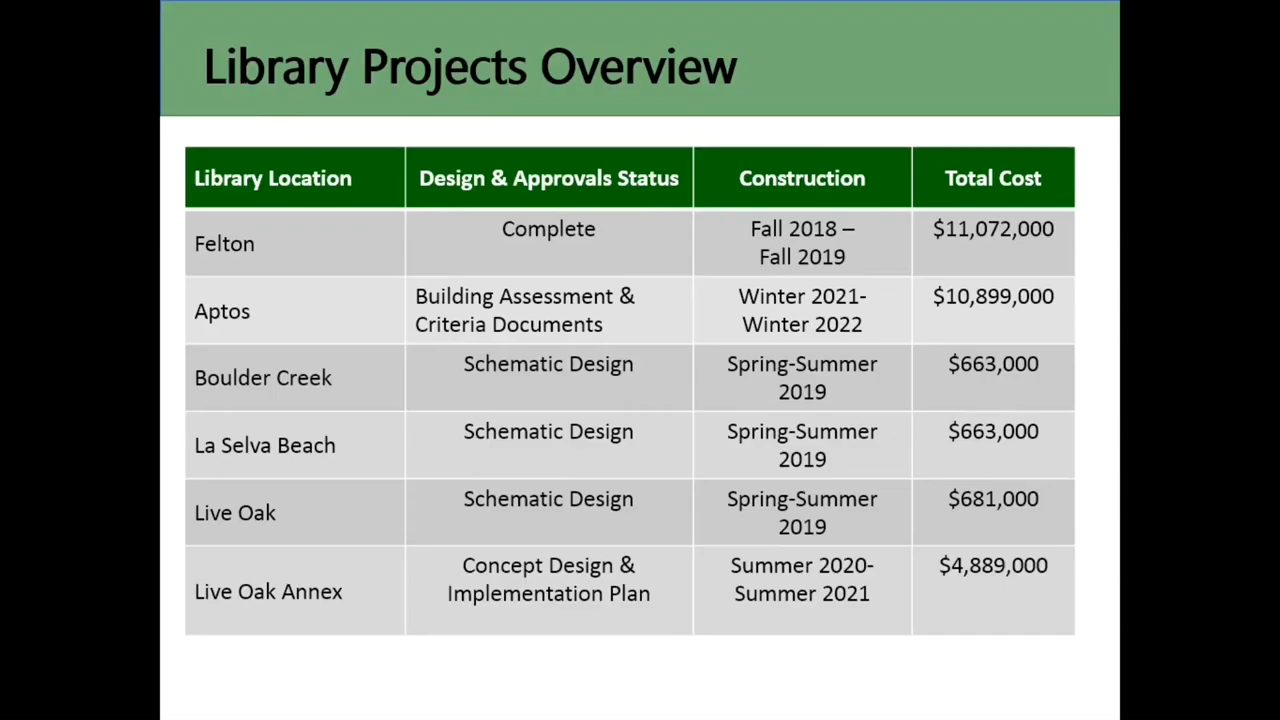 Library Projects Overview
Library Location Design & Approvals Status Construction Total Cost
Felton Complete Fall 2018 – $11,072,000
Fall 2019
Aptos Building Assessment & Winter 2021- $10,899,000
Criteria Documents Winter 2022
Boulder Creek Schematic Design Spring-Summer $663,000
2019
La Selva Beach Schematic Design Spring-Summer $663,000
2019
Live Oak Schematic Design Spring-Summer $681,000
2019
Live Oak Annex Concept Design & Summer 2020- $4,889,000
Implementation Plan Summer 2021